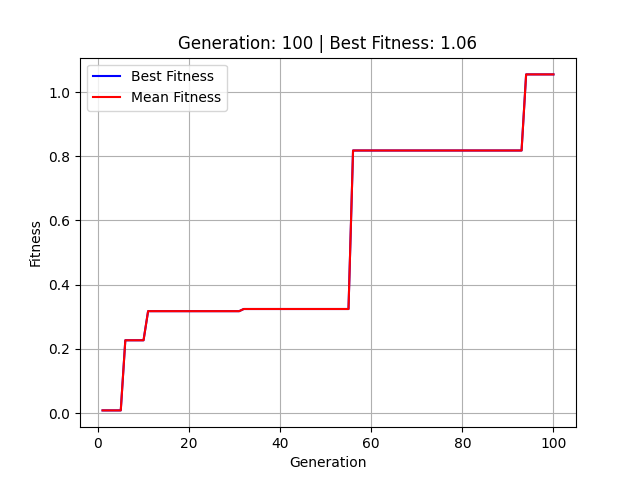 Generation: 100 | Best Fitness: 1.06
Best Fitness
Mean Fitness
Fitness
1.0
0.8
0.6
0.4
0.2
0.0
0 20 40 60 80 100
Generation